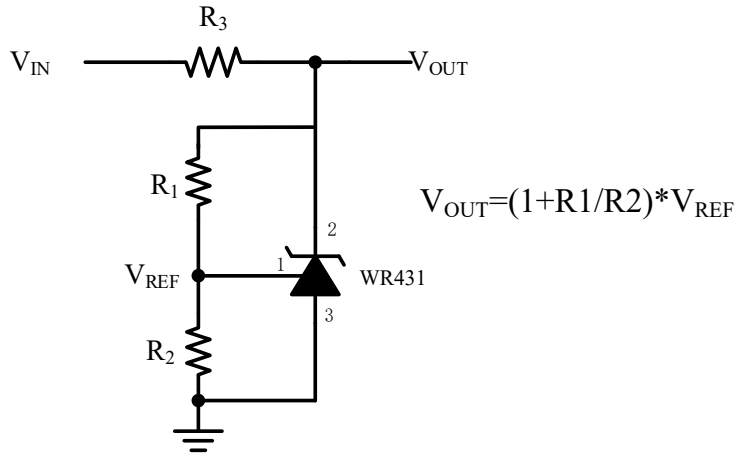 R3
VIN
VOUT
R1
VOUT=(1+R1/R2)*VREF
2
VREF
1
WR431
3
R2